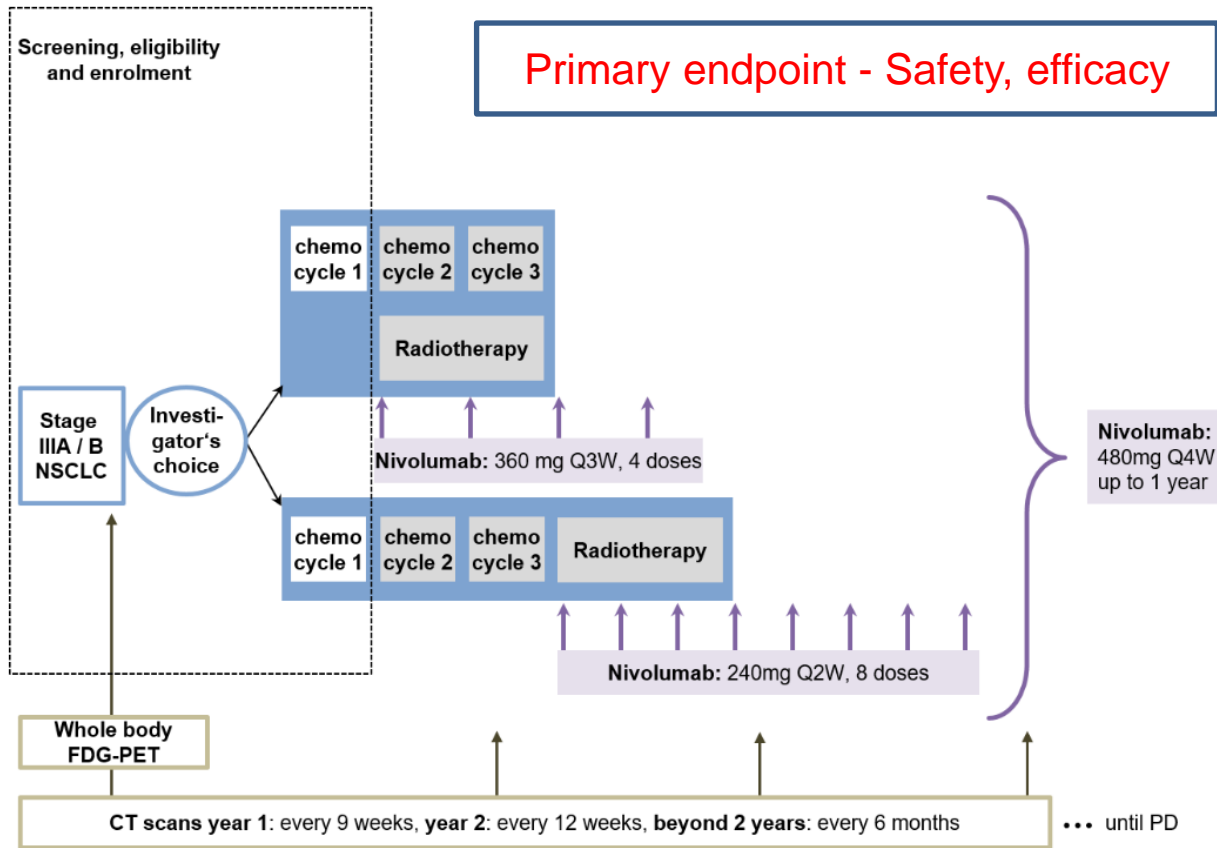 Screening, eligibility
and enrolment
Primary endpoint - Safety, efficacy
chemo
cycle 1
chemo
cycle 2
chemo
cycle 3
Radiotherapy
Stage
IIIA / B
NSCLC
Investi-
gator‘s
choice
Nivolumab: 360 mg Q3W, 4 doses
Nivolumab:
480mg Q4W
up to 1 year
chemo
cycle 1
chemo
cycle 2
chemo
cycle 3
Radiotherapy
Nivolumab: 240mg Q2W, 8 doses
Whole body
FDG-PET
CT scans year 1: every 9 weeks, year 2: every 12 weeks, beyond 2 years: every 6 months ••• until PD